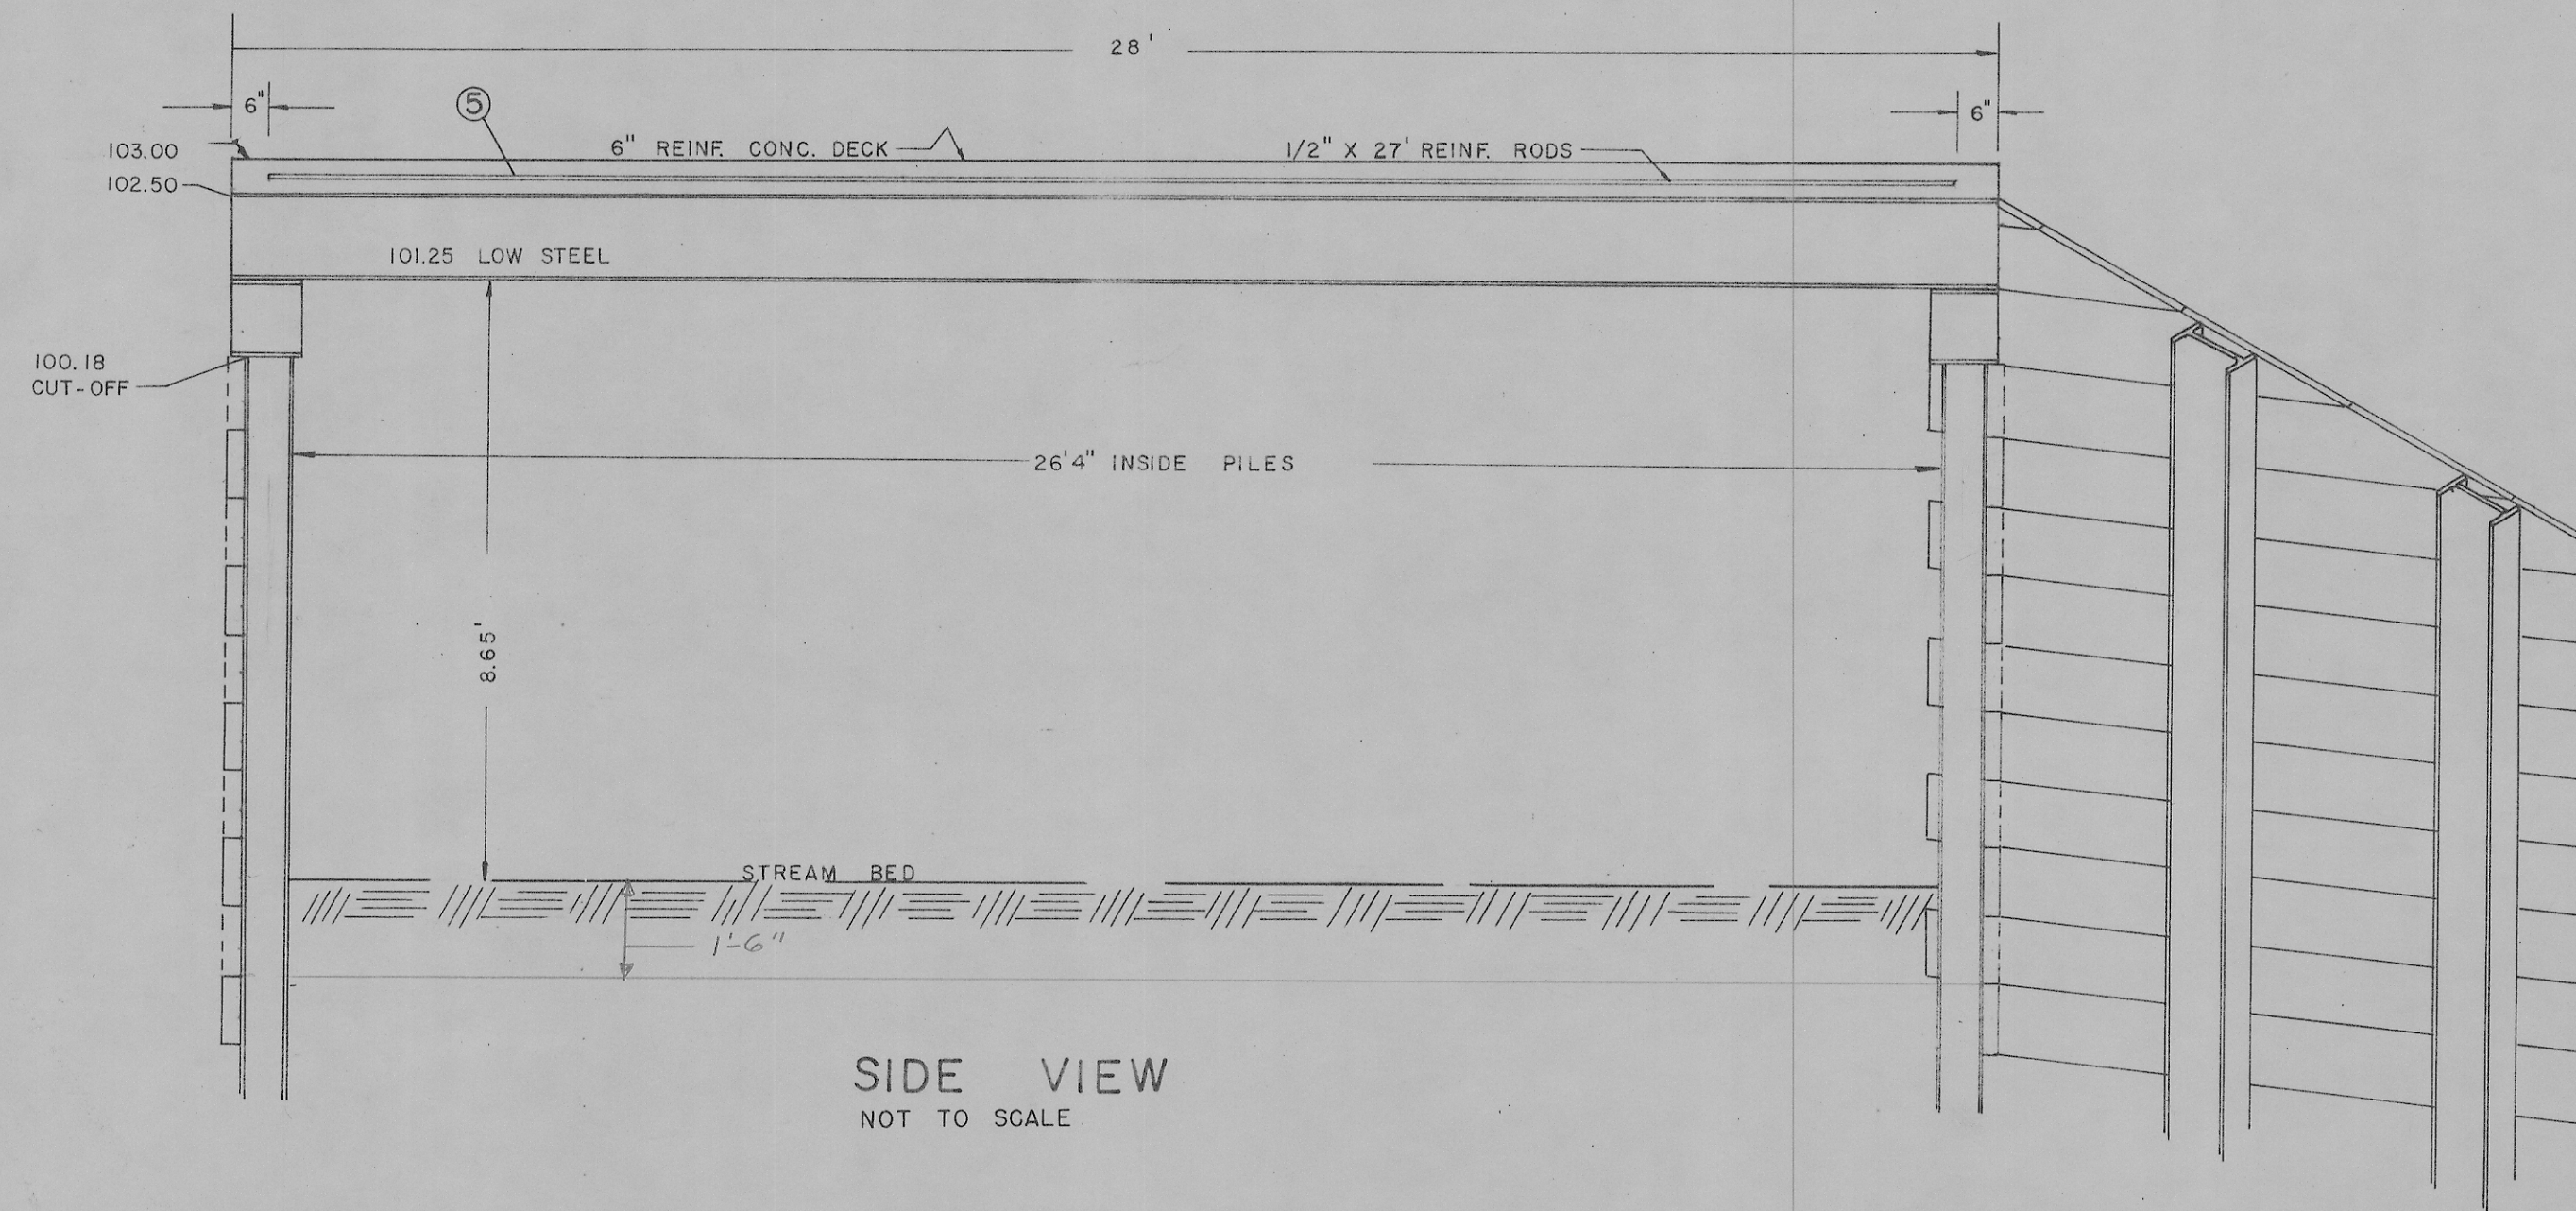 28'
6"
5
6"
6" REINF. CONC. DECK
1/2" X 27' REINF. RODS
103.00
102.50
101.25 LOW STEEL
100.18
CUT-OFF
26'4" INSIDE PILES
8.65'
STREAM BED
1'-6"
SIDE VIEW
NOT TO SCALE